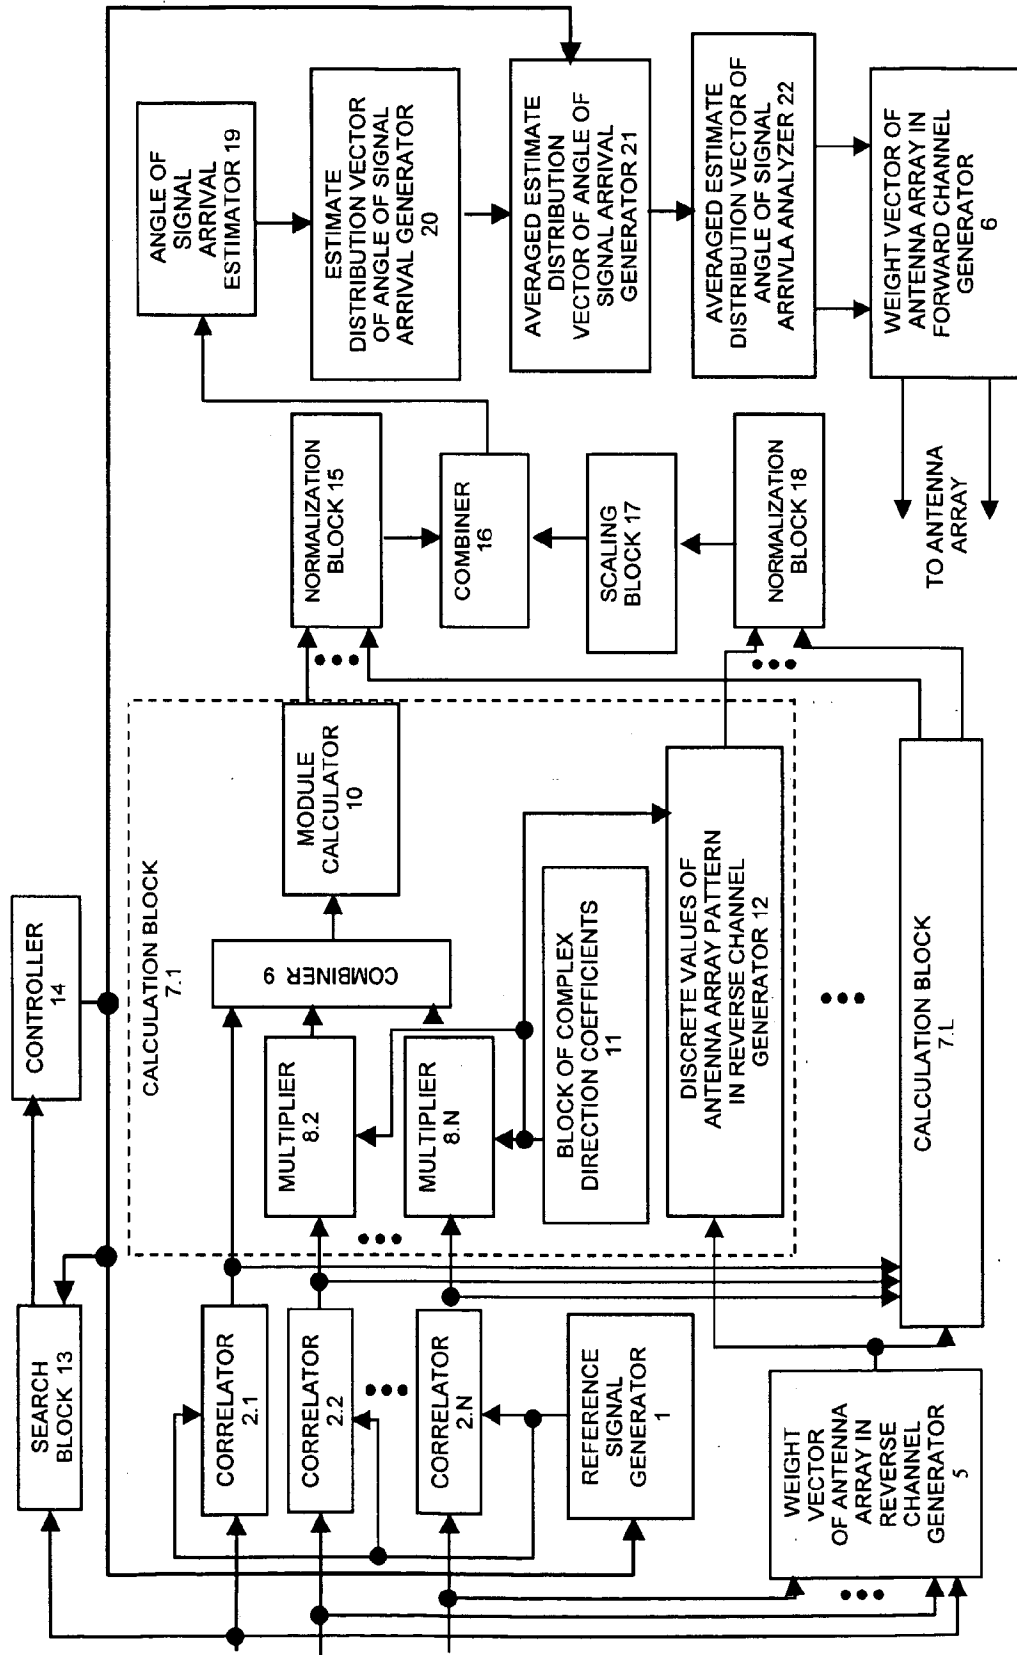 CONTROLLER
14
SEARCH
BLOCK 13
CALCULATION BLOCK
7.1
CORRELATOR
2.1
CORRELATOR
2.2
CORRELATOR
2.N
REFERENCE
SIGNAL
GENERATOR
1
WEIGHT
VECTOR
OF ANTENNA
ARRAY IN
REVERSE
CHANNEL
GENERATOR
5
MULTIPLIER
8.2
MULTIPLIER
8.N
COMBINER 9
MODULE
CALCULATOR
10
BLOCK OF COMPLEX
DIRECTION COEFFICIENTS
11
DISCRETE VALUES OF
ANTENNA ARRAY PATTERN
IN REVERSE CHANNEL
GENERATOR 12
CALCULATION BLOCK
7.L
NORMALIZATION
BLOCK 15
COMBINER
16
SCALING
BLOCK 17
NORMALIZATION
BLOCK 18
ANGLE OF
SIGNAL
ARRIVAL
ESTIMATOR 19
ESTIMATE
DISTRIBUTION VECTOR
OF ANGLE OF SIGNAL
ARRIVAL GENERATOR
20
AVERAGED ESTIMATE
DISTRIBUTION
VECTOR OF ANGLE OF
SIGNAL ARRIVAL
GENERATOR 21
AVERAGED ESTIMATE
DISTRIBUTION VECTOR OF
ANGLE OF SIGNAL
ARRIVLA ANALYZER 22
WEIGHT VECTOR OF
ANTENNA ARRAY IN
FORWARD CHANNEL
GENERATOR
6
TO ANTENNA
ARRAY